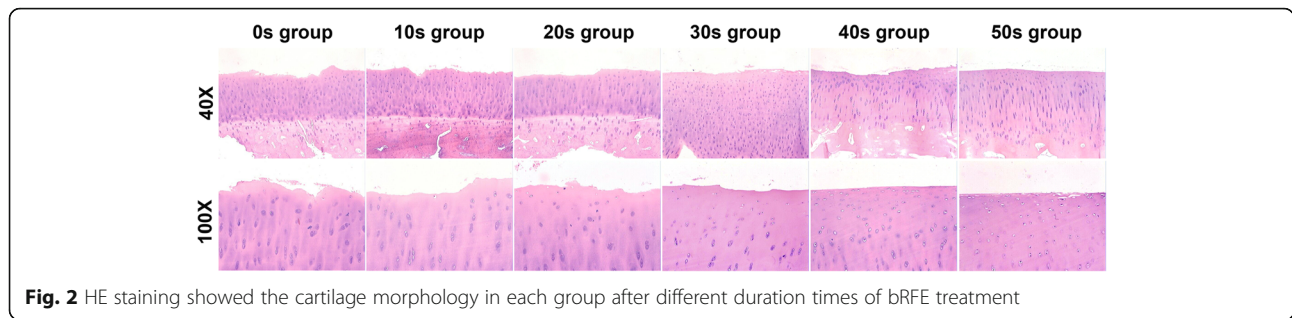 0s group 10s group 20s group 30s group 40s group 50s group
40X
100X
Fig. 2 HE staining showed the cartilage morphology in each group after different duration times of bRFE treatment